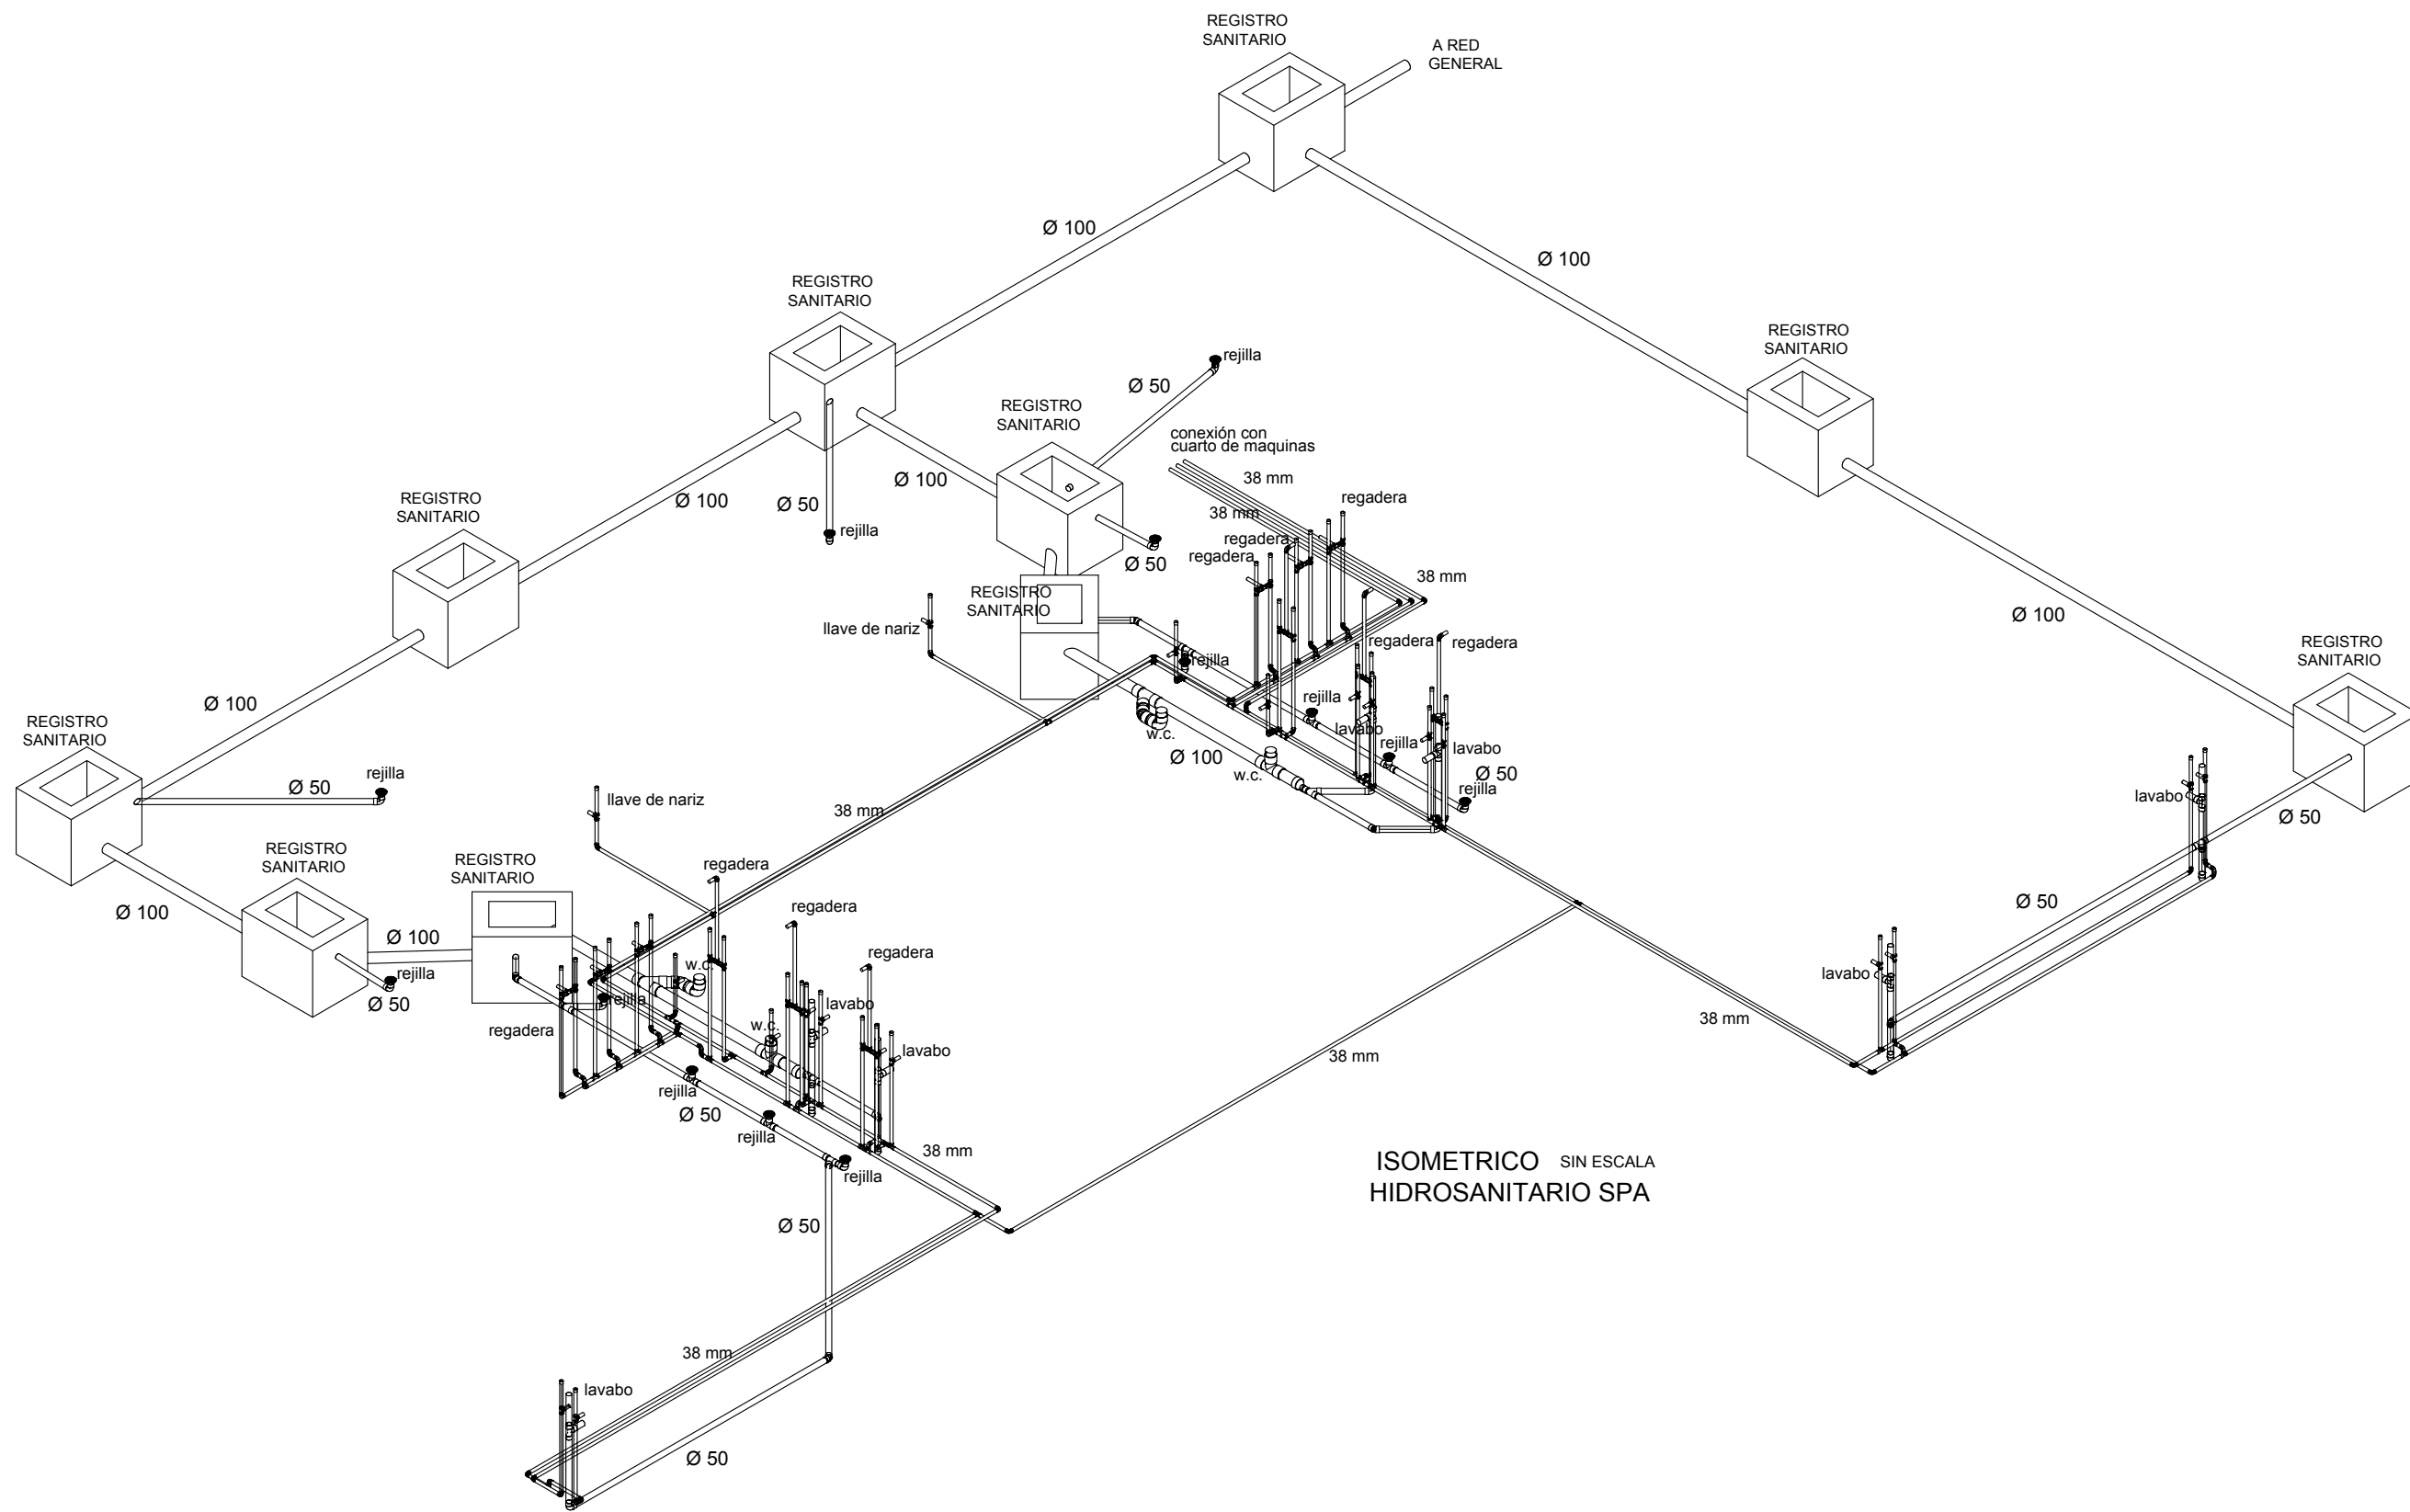 REGISTRO
SANITARIO
A RED
GENERAL
Ø 100
Ø 100
REGISTRO
SANITARIO
REGISTRO
SANITARIO
rejilla
Ø 50
REGISTRO
SANITARIO
conexión con
cuarto de maquinas
38 mm
Ø 100
regadera
REGISTRO
SANITARIO
Ø 100
Ø 50
38 mm
rejilla
regadera
regadera
Ø 50
38 mm
REGISTRO
SANITARIO
Ø 100
llave de nariz
regadera
regadera
REGISTRO
SANITARIO
rejilla
Ø 100
rejilla
REGISTRO
SANITARIO
w.c.
lavabo
lavabo
rejilla
Ø 100
w.c.
Ø 50
rejilla
rejilla
Ø 50
llave de nariz
38 mm
lavabo
Ø 50
REGISTRO
SANITARIO
REGISTRO
SANITARIO
regadera
Ø 100
regadera
Ø 50
Ø 100
regadera
w.c.
rejilla
Ø 50
rejilla
lavabo
lavabo
regadera
w.c.
38 mm
lavabo
38 mm
rejilla
Ø 50
rejilla
38 mm
rejilla
ISOMETRICO SIN ESCALA
HIDROSANITARIO SPA
Ø 50
38 mm
lavabo
Ø 50